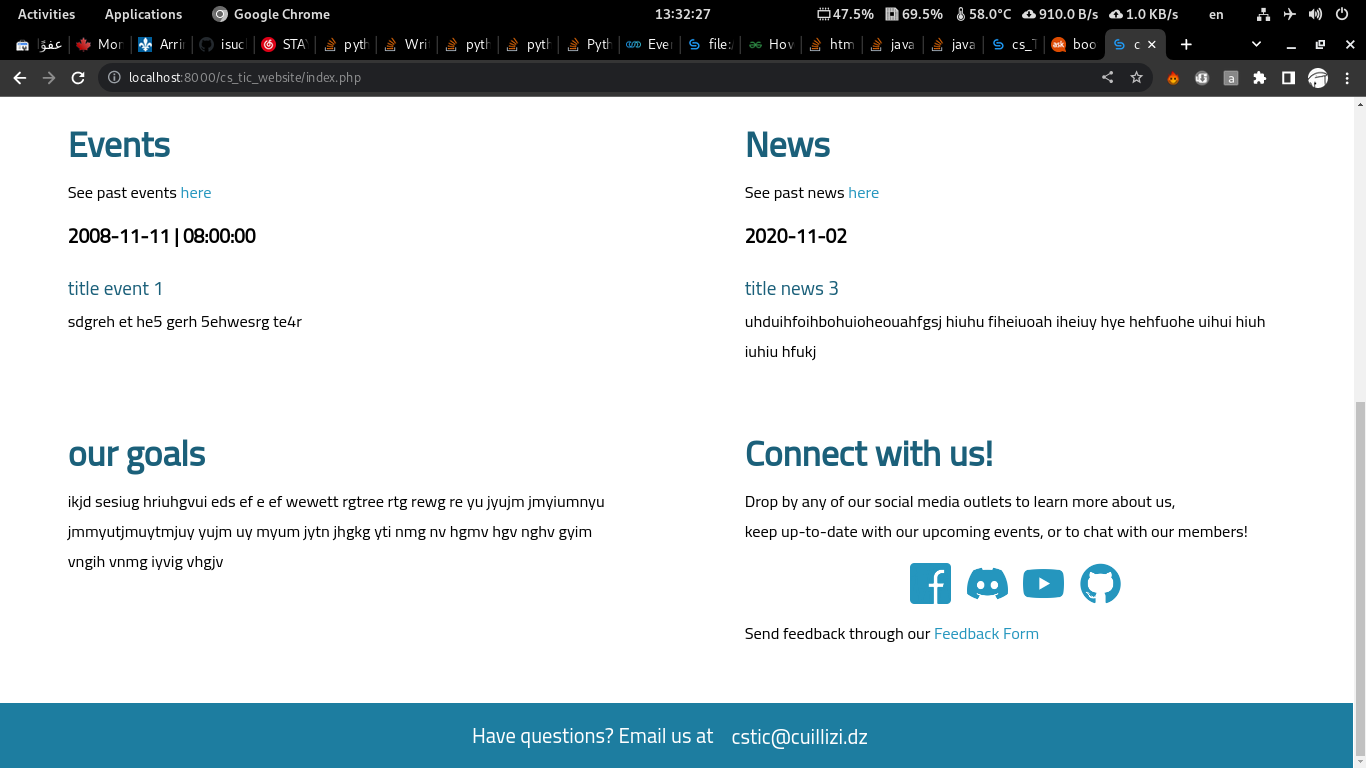 Activities Applications Google Chrome 13:32:27 47.5% 69.5% 58.0°C 910.0 B/s 1.0 KB/s en
عفوًا Mon Arri isuc STA pyth Wri pyth pyth Pyth Eve file:/ Hov htm java java cs_T boo c
localhost:8000/cs_tic_website/index.php
Events
See past events here
2008-11-11 | 08:00:00
title event 1
sdgreh et he5 gerh 5ehwesrg te4r
News
See past news here
2020-11-02
title news 3
uhduihfoihbohuioheouahfgsj hiuhu fiheiuoah iheiuy hye hehfuohe uihui hiuh
iuhiu hfukj
our goals
ikjd sesiug hriuhgvui eds ef e ef wewett rgtree rtg rewg re yu jyujm jmyiumnyu
jmmyutjmuytmjuy yujm uy myum jytn jhgkg yti nmg nv hgmv hgv nghv gyim
vngih vnmg iyvig vhgjv
Connect with us!
Drop by any of our social media outlets to learn more about us,
keep up-to-date with our upcoming events, or to chat with our members!
Send feedback through our Feedback Form
Have questions? Email us at cstic@cuillizi.dz